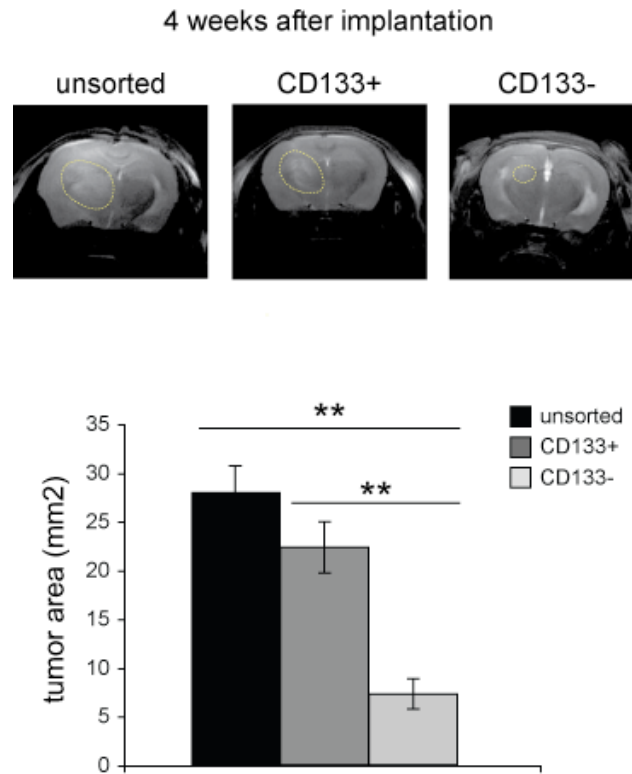 4 weeks after implantation
unsorted
CD133+
CD133-
tumor area (mm2)
35
30
25
20
15
10
5
0
**
**
unsorted
CD133+
CD133-